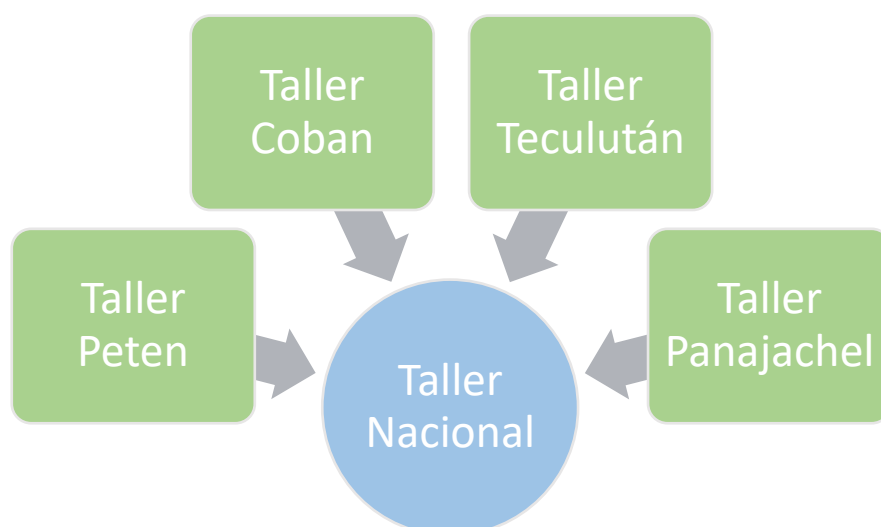 Taller
Coban
Taller
Teculután
Taller
Peten
Taller
Panajachel
Taller
Nacional